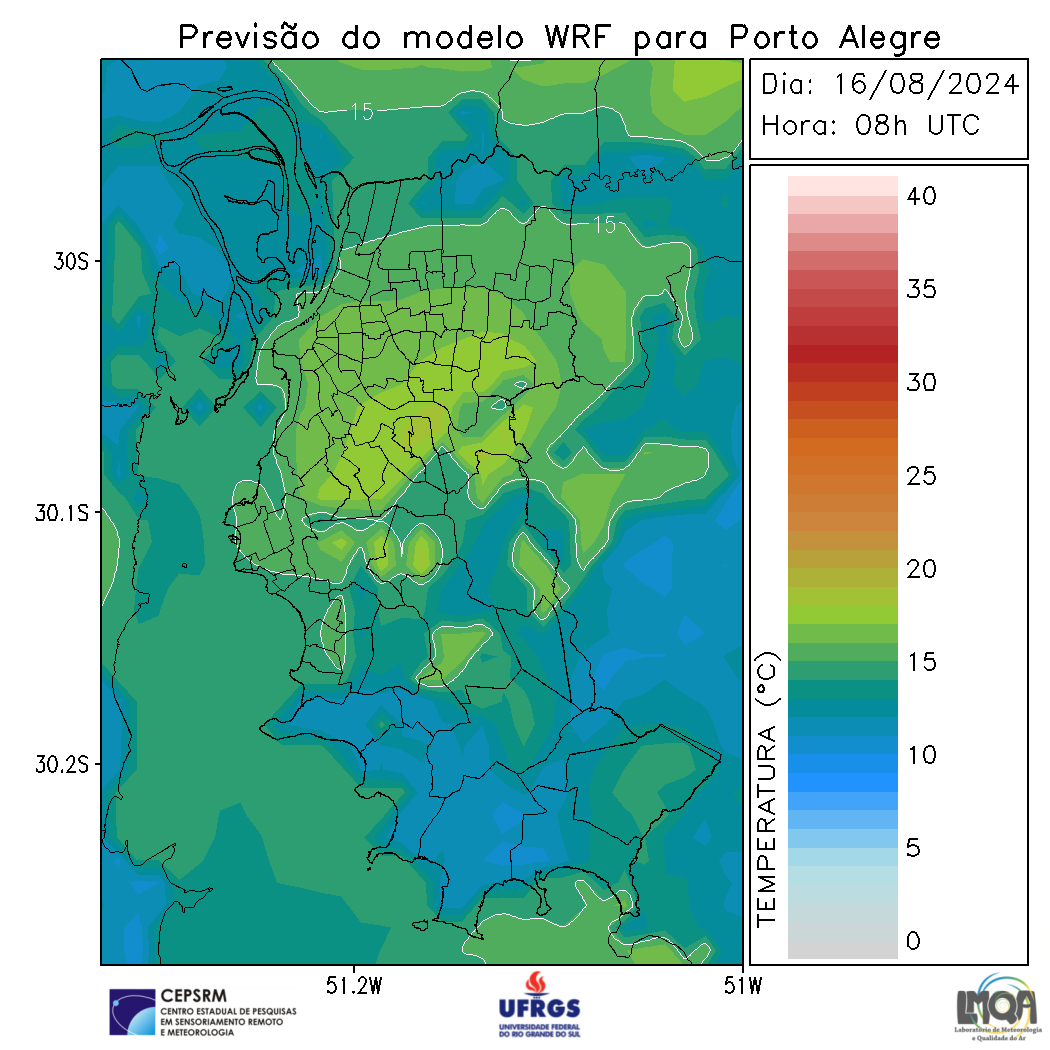 Previsão do modelo WRF para Porto Alegre
Dia: 16/08/2024
Hora: 08h UTC
15
15
30S
30.1S
30.2S
51.2W
51W
40
35
30
25
20
15
10
5
0
TEMPERATURA (°C)
CEPSRM
CENTRO ESTADUAL DE PESQUISAS
EM SENSORIAMENTO REMOTO
E METEOROLOGIA
UFRGS
UNIVERSIDADE FEDERAL
DO RIO GRANDE DO SUL
LMQA
Laboratório de Meteorologia
e Qualidade do Ar